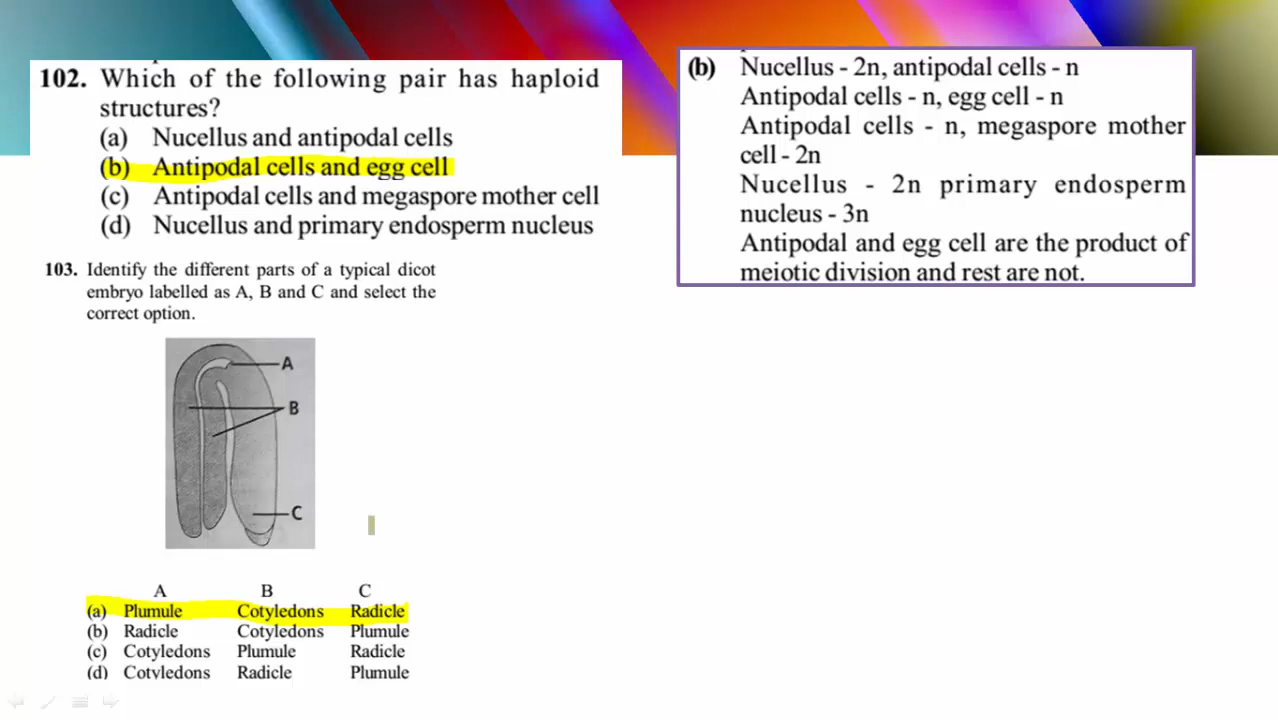 102. Which of the following pair has haploid
structures?
(a) Nucellus and antipodal cells
(b) Antipodal cells and egg cell
(c) Antipodal cells and megaspore mother cell
(d) Nucellus and primary endosperm nucleus
103. Identify the different parts of a typical dicot
embryo labelled as A, B and C and select the
correct option.
A
B
C
A B C
(a) Plumule Cotyledons Radicle
(b) Radicle Cotyledons Plumule
(c) Cotyledons Plumule Radicle
(d) Cotyledons Radicle Plumule
(b) Nucellus - 2n, antipodal cells - n
Antipodal cells - n, egg cell - n
Antipodal cells - n, megaspore mother
cell - 2n
Nucellus - 2n primary endosperm
nucleus - 3n
Antipodal and egg cell are the product of
meiotic division and rest are not.